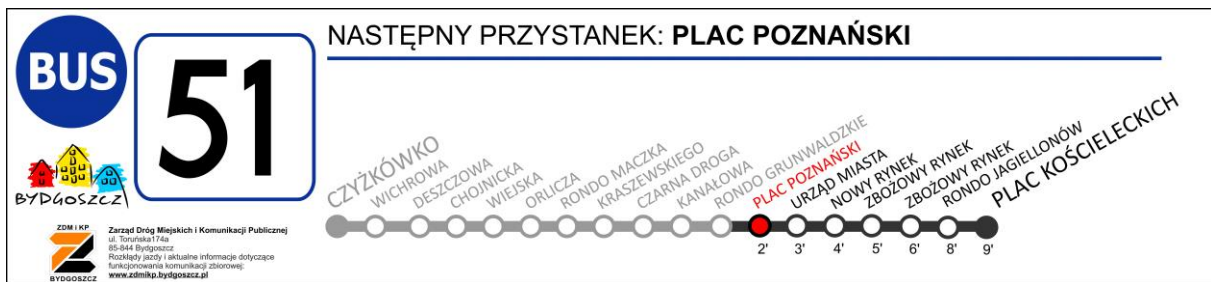 BUS
51
NASTĘPNY PRZYSTANEK: PLAC POZNAŃSKI
BYDGOSZCZ
ZDM I KP
BYDGOSZCZ
Zarząd Dróg Miejskich i Komunikacji Publicznej
ul. Toruńska174a
85-844 Bydgoszcz
Rozkłady jazdy i aktualne informacje dotyczące
funkcjonowania komunikacji zbiorowej:
www.zdmikp.bydgoszcz.pl
CZYŻKÓWKO
WICHROWA
DESZCZOWA
CHOJNICKA
WIEJSKA
ORLICZA
RONDO MACZKA
KRASZEWSKIEGO
CZARNA DROGA
KANAŁOWA
RONDO GRUNWALDZKIE
PLAC POZNAŃSKI
URZĄD MIASTA
NOWY RYNEK
ZBOŻOWY RYNEK
ZBOŻOWY RYNEK
RONDO JAGIELLONÓW
PLAC KOŚCIELECKICH
2' 3' 4' 5' 6' 8' 9'